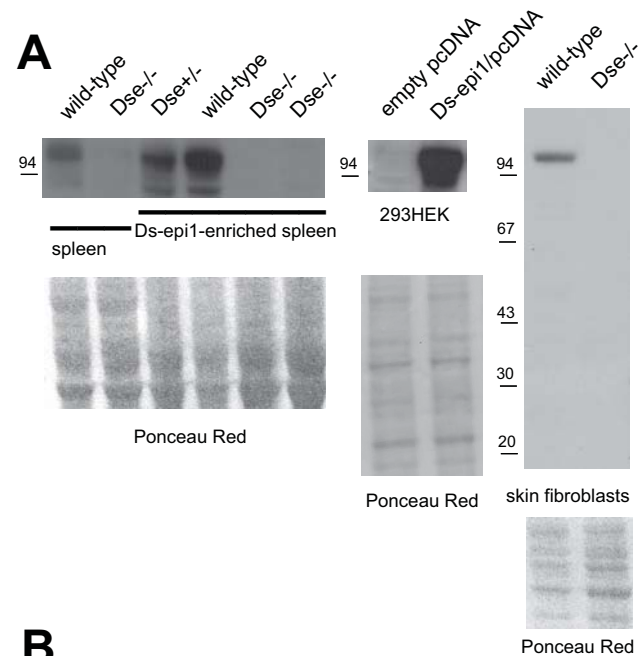 A
wild-type
Dse-/-
Dse+/-
wild-type
Dse-/-
Dse-/-
94
spleen
Ds-epi1-enriched spleen
Ponceau Red
empty pcDNA
Ds-epi1/pcDNA
94
293HEK
Ponceau Red
wild-type
Dse-/-
94
67
43
30
20
skin fibroblasts
Ponceau Red
B